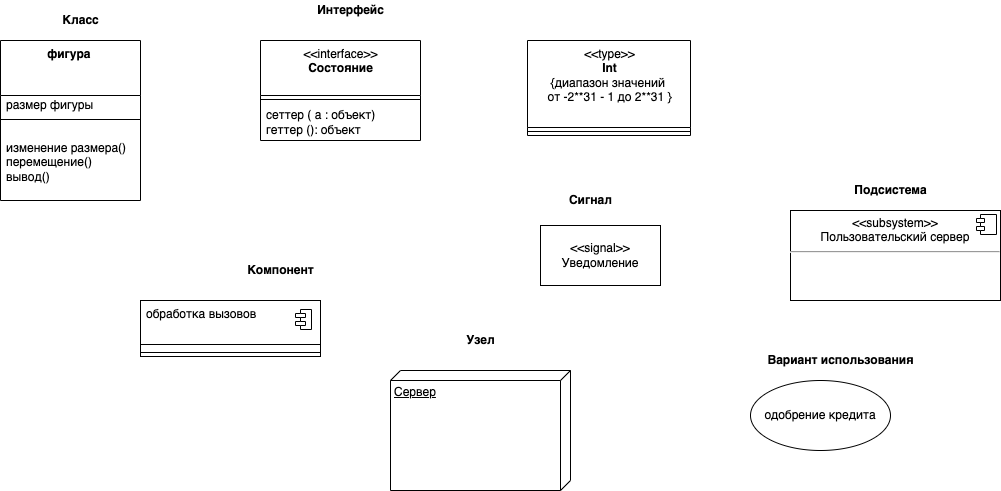 Класс
фигура
размер фигуры
изменение размера()
перемещение()
вывод()
Интерфейс
<<interface>>
Состояние
сеттер ( а : объект)
геттер (): объект
<<type>>
Int
{диапазон значений
от -2**31 - 1 до 2**31 }
Сигнал
<<signal>>
Уведомление
Подсистема
<<subsystem>>
Пользовательский сервер
Компонент
обработка вызовов
Узел
Сервер
Вариант использования
одобрение кредита